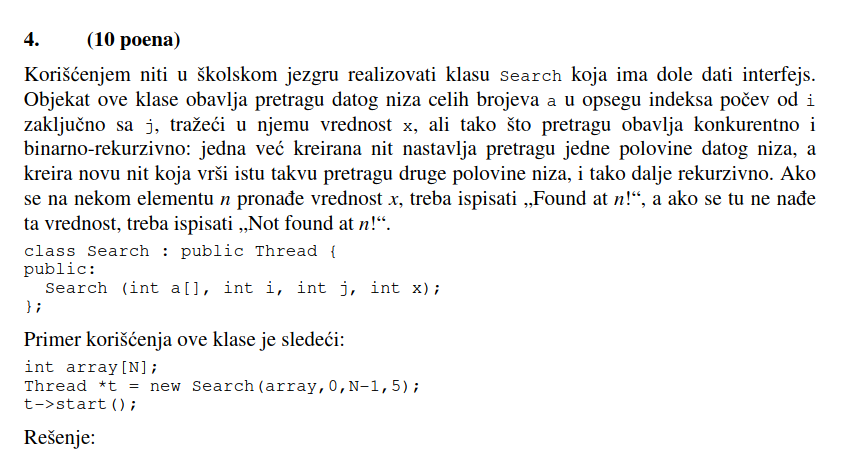 4. (10 poena)
Korišćenjem niti u školskom jezgru realizovati klasu Search koja ima dole dati interfejs.
Objekat ove klase obavlja pretragu datog niza celih brojeva a u opsegu indeksa počev od i
zaključno sa j, tražeći u njemu vrednost x, ali tako što pretragu obavlja konkurentno i
binarno-rekurzivno: jedna već kreirana nit nastavlja pretragu jedne polovine datog niza, a
kreira novu nit koja vrši istu takvu pretragu druge polovine niza, i tako dalje rekurzivno. Ako
se na nekom elementu n pronađe vrednost x, treba ispisati „Found at n!“, a ako se tu ne nađe
ta vrednost, treba ispisati „Not found at n!“.
class Search : public Thread {
public:
  Search (int a[], int i, int j, int x);
};
Primer korišćenja ove klase je sledeći:
int array[N];
Thread *t = new Search(array,0,N-1,5);
t->start();
Rešenje: